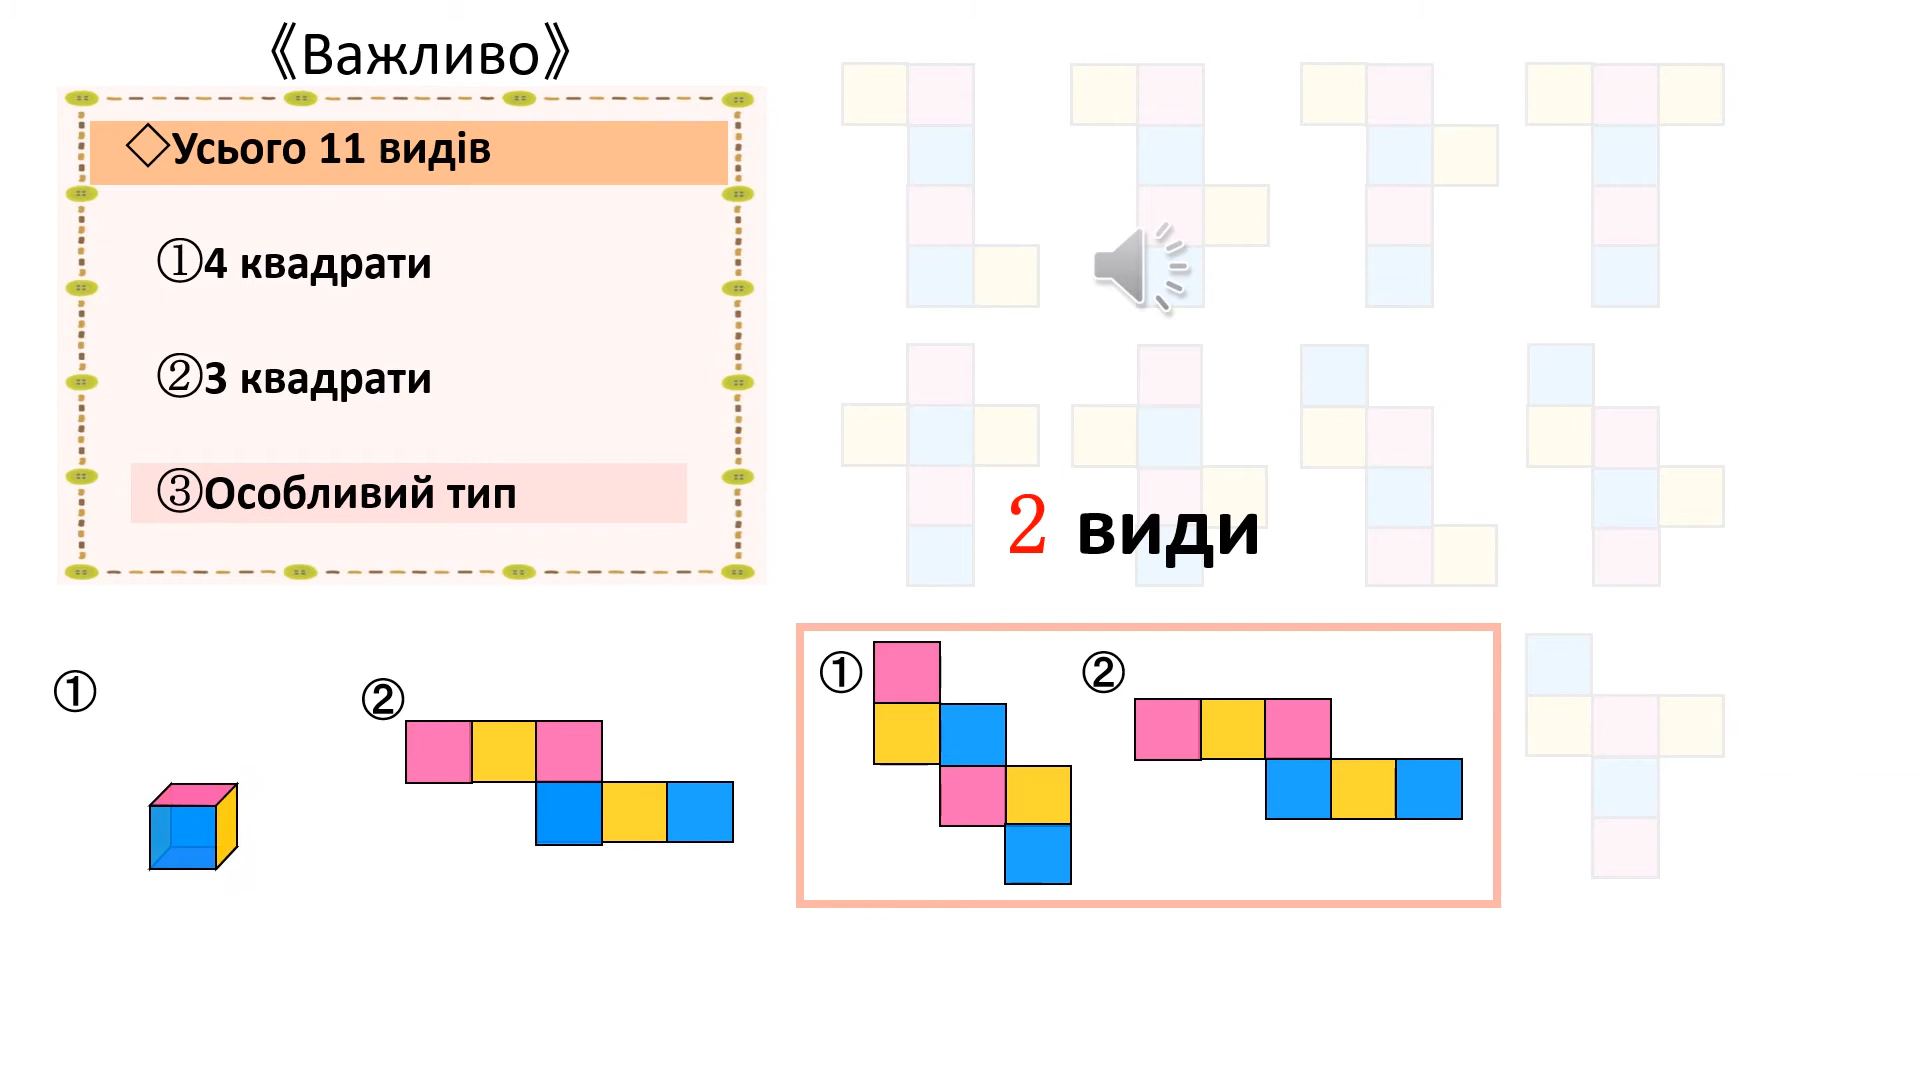 《Важливо》
◇Усього 11 видів
①4 квадрати
②3 квадрати
③Особливий тип
2 види
①
②
①
②